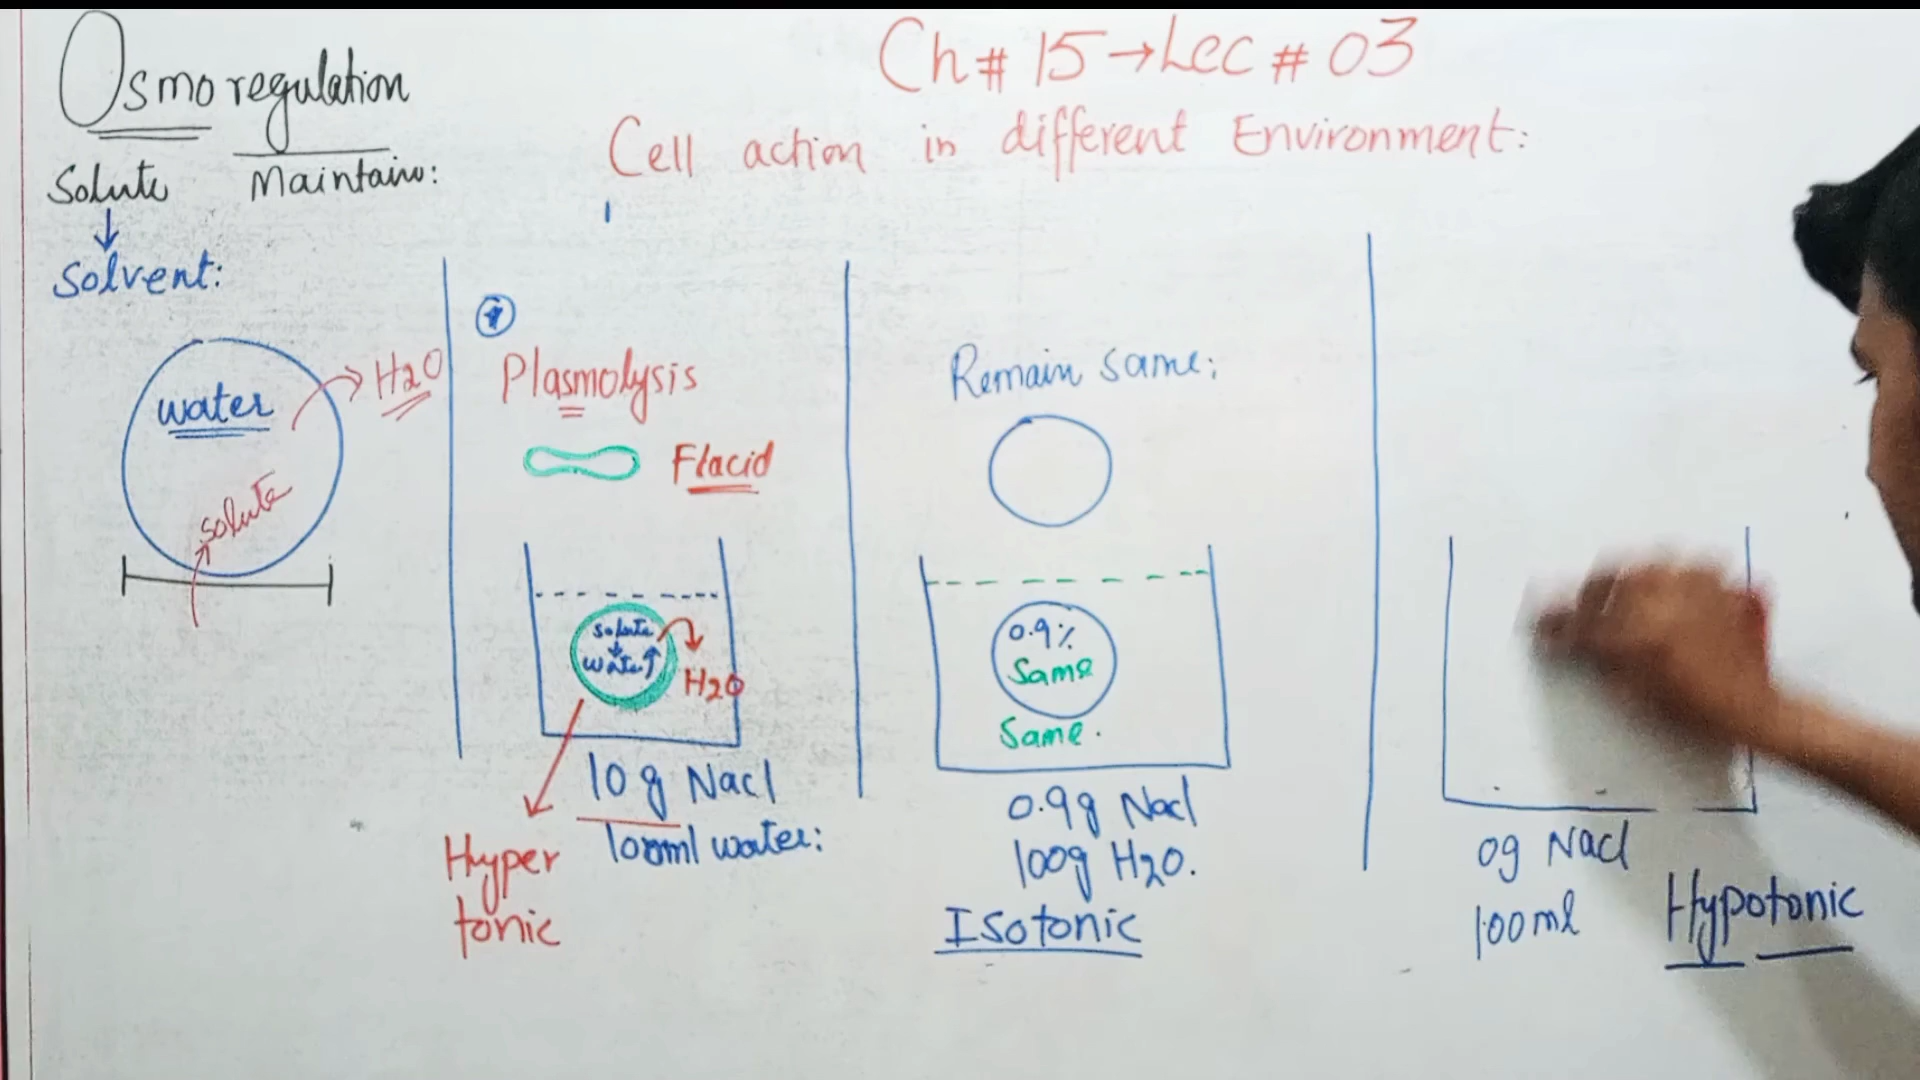 Osmoregulation
Solute Maintain:
↓
Solvent:
Ch# 15→Lec # 03
Cell action in different Environment:
water
H2O
solute
Plasmolysis
Flacid
solute
↓
water↑
H2O
10g Nacl
100ml water:
Hyper
tonic
Remain same:
0.9%
Same
Same.
0.9g Nacl
100g H2O.
Isotonic
0g Nacl
100ml
Hypotonic